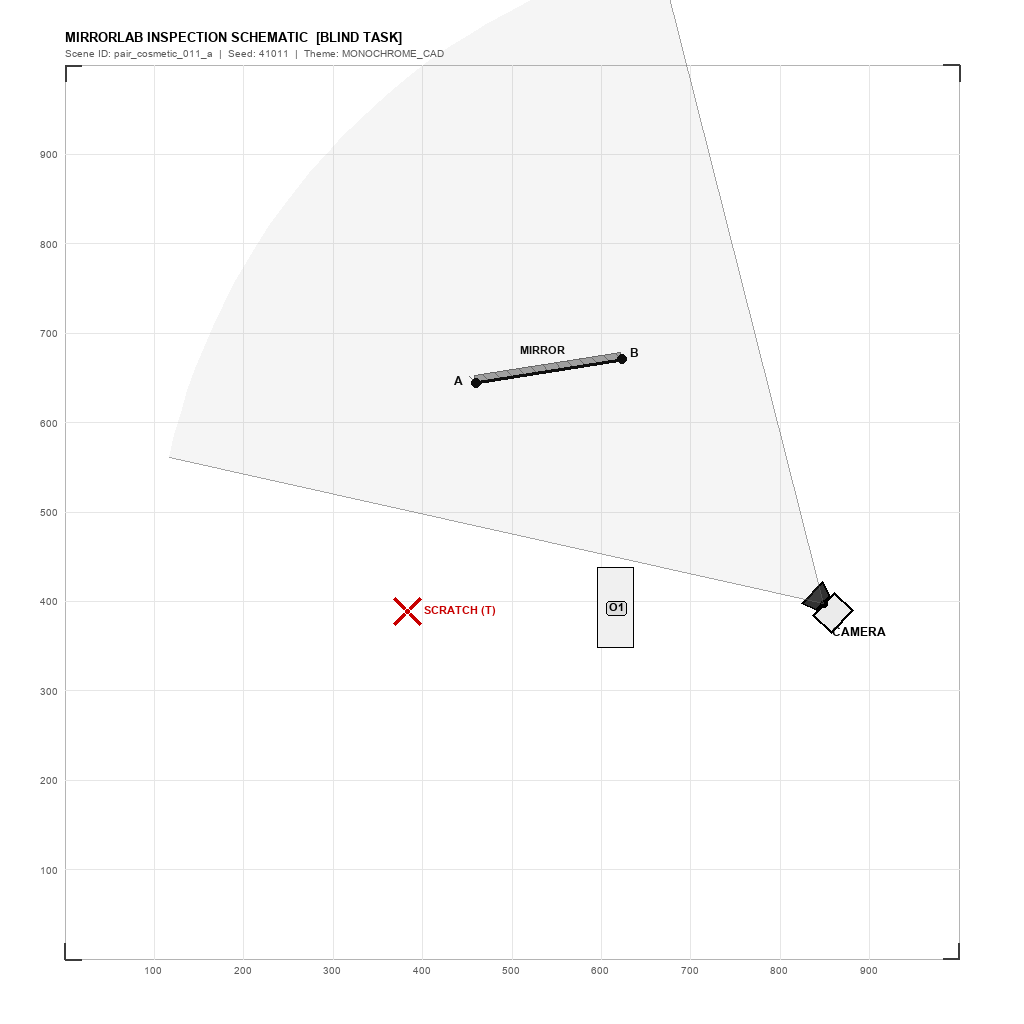 MIRRORLAB INSPECTION SCHEMATIC  [BLIND TASK]
Scene ID: pair_cosmetic_011_a  |  Seed: 41011  |  Theme: MONOCHROME_CAD
900
800
700
MIRROR
B
A
600
500
400
O1
SCRATCH (T)
CAMERA
300
200
100
100 200 300 400 500 600 700 800 900